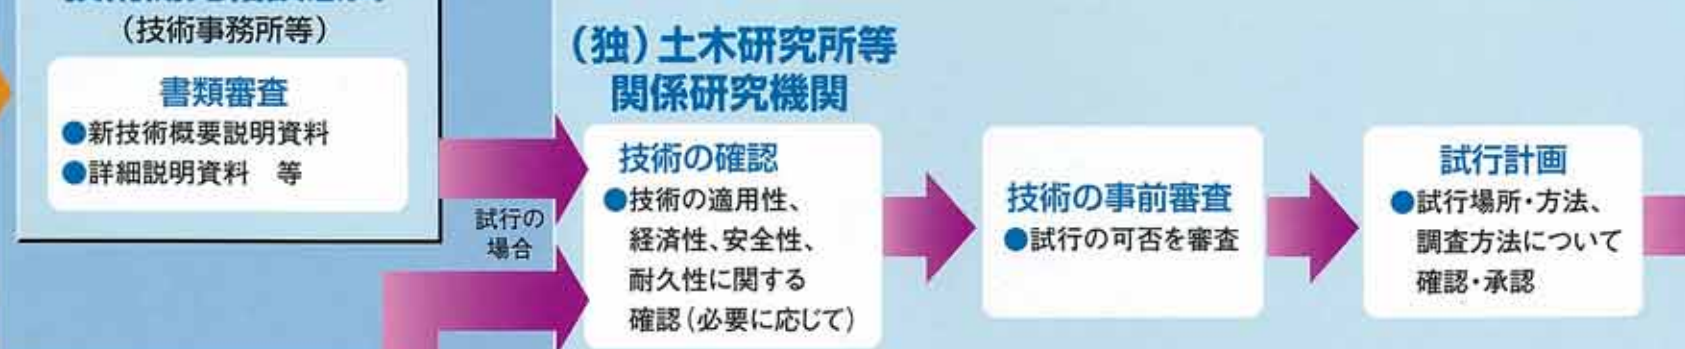 (技術事務所等)
書類審査
●新技術概要説明資料
●詳細説明資料 等
試行の
場合
(独)土木研究所等
関係研究機関
技術の確認
●技術の適用性、
経済性、安全性、
耐久性に関する
確認(必要に応じて)
技術の事前審査
●試行の可否を審査
試行計画
●試行場所・方法、
調査方法について
確認・承認